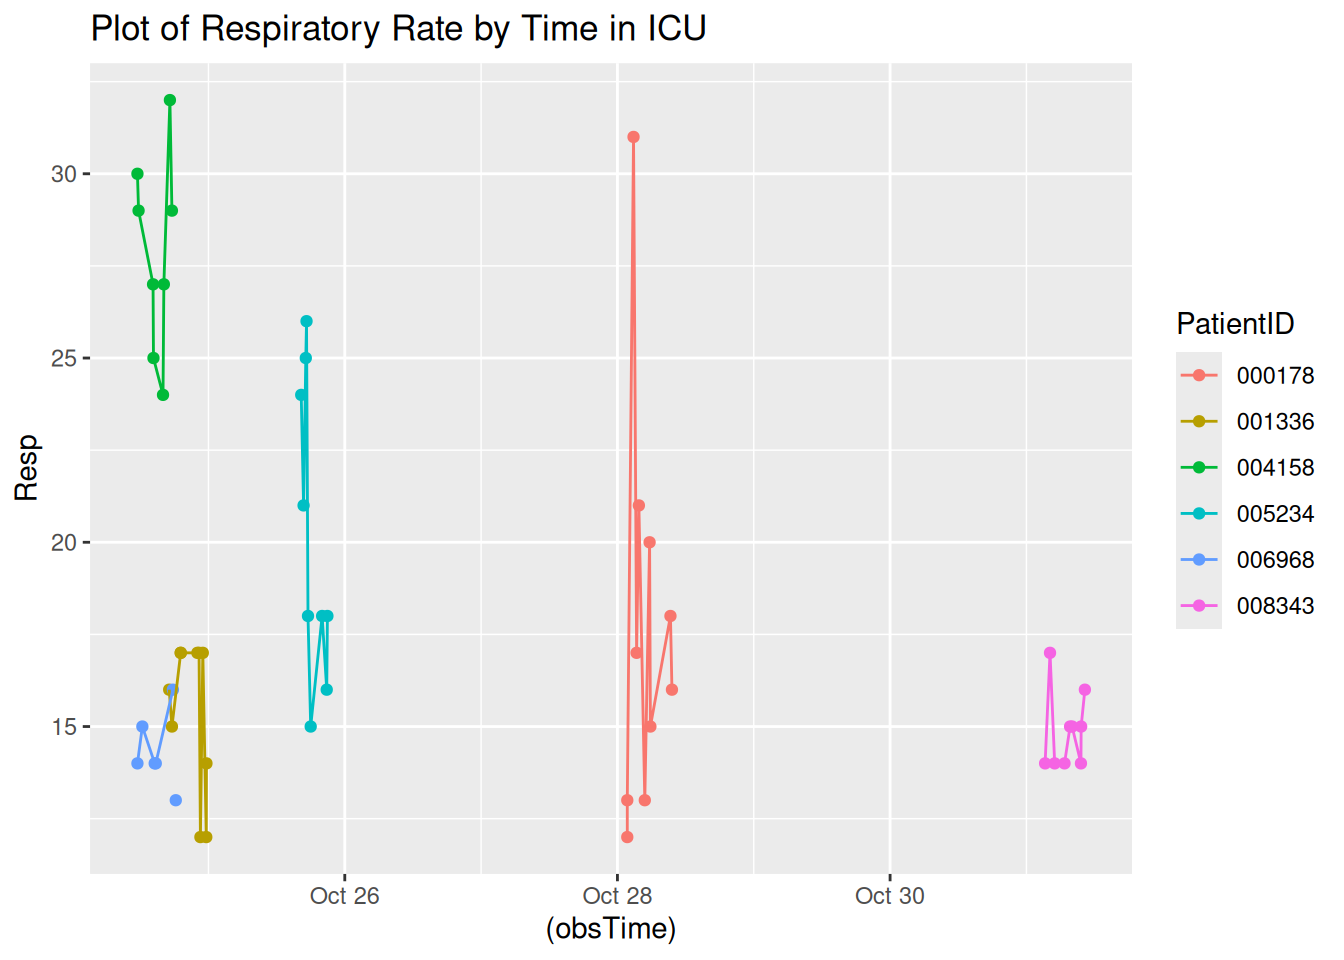 Plot of Respiratory Rate by Time in ICU
30
25
20
15
Resp
Oct 26
Oct 28
Oct 30
(obsTime)
PatientID
000178
001336
004158
005234
006968
008343